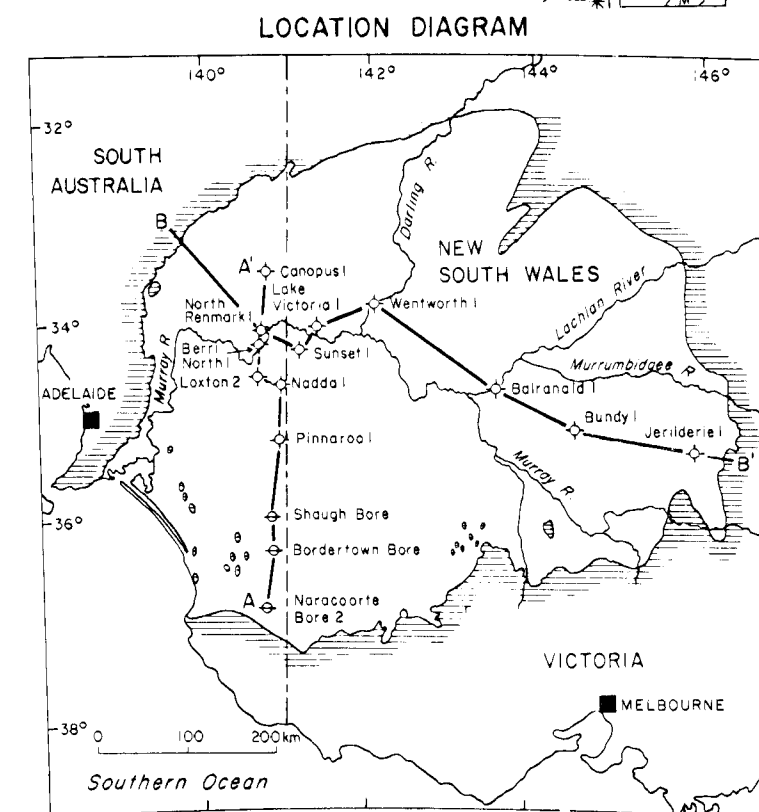 LOCATION DIAGRAM
140°
142°
144°
146°
32°
SOUTH
AUSTRALIA
B
Darling R.
NEW
SOUTH WALES
A'
Canopus 1
Lake
Victoria 1
North
Renmark 1
Wentworth 1
Lachlan River
34°
Berri
North 1
Sunset 1
Murray R.
Murrumbidgee R.
Loxton 2
Nadda 1
Balranald 1
ADELAIDE
Bundy 1
Pinnaroo 1
Jerilderie 1
B'
Murray R.
Shaugh Bore
36°
Bordertown Bore
A
Naracoorte
Bore 2
VICTORIA
MELBOURNE
38°
0 100 200 km
Southern Ocean